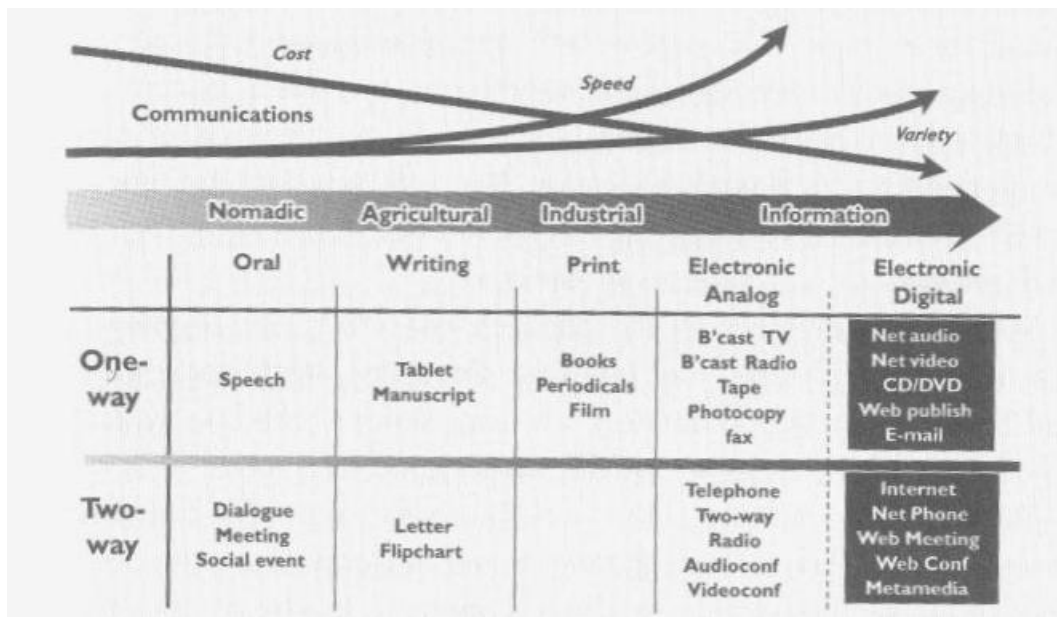 Cost
Speed
Communications
Variety
Nomadic Agricultural Industrial Information
Oral Writing Print Electronic Analog Electronic Digital
One-way
Speech
Tablet
Manuscript
Books
Periodicals
Film
B'cast TV
B'cast Radio
Tape
Photocopy
fax
Net audio
Net video
CD/DVD
Web publish
E-mail
Two-way
Dialogue
Meeting
Social event
Letter
Flipchart
Telephone
Two-way
Radio
Audioconf
Videoconf
Internet
Net Phone
Web Meeting
Web Conf
Metamedia